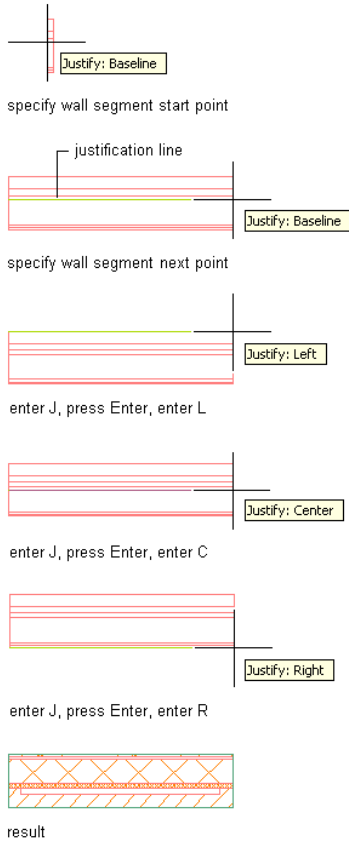 Justify: Baseline
specify wall segment start point
justification line
Justify: Baseline
specify wall segment next point
Justify: Left
enter J, press Enter, enter L
Justify: Center
enter J, press Enter, enter C
Justify: Right
enter J, press Enter, enter R
result